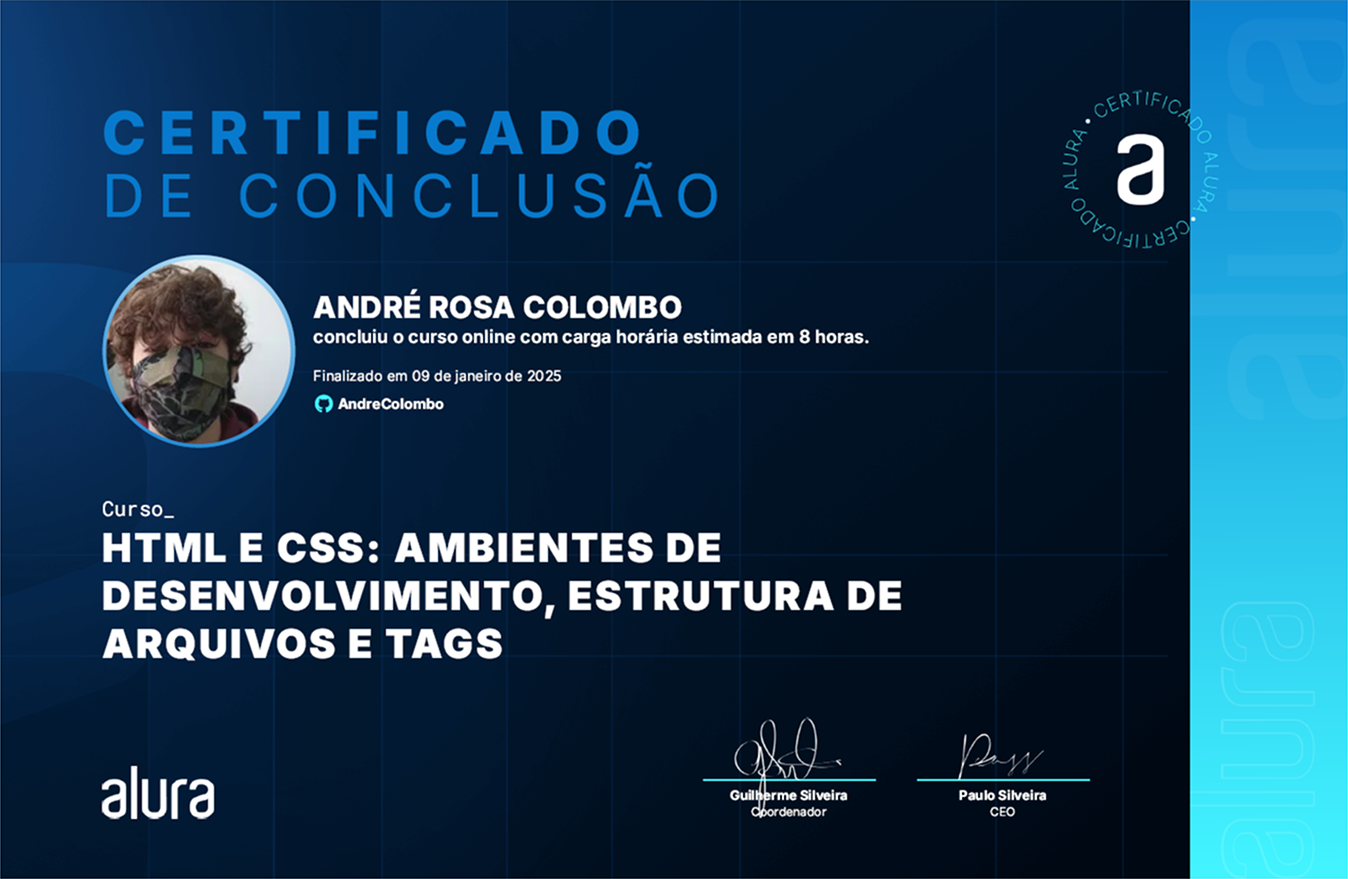 CERTIFICADO
DE CONCLUSÃO
CERTIFICADO ALURA • CERTIFICADO ALURA •
a
ANDRÉ ROSA COLOMBO
concluiu o curso online com carga horária estimada em 8 horas.
Finalizado em 09 de janeiro de 2025
AndreColombo
Curso_
HTML E CSS: AMBIENTES DE
DESENVOLVIMENTO, ESTRUTURA DE
ARQUIVOS E TAGS
alura
Guilherme Silveira
Coordenador
Paulo Silveira
CEO
alura
alura